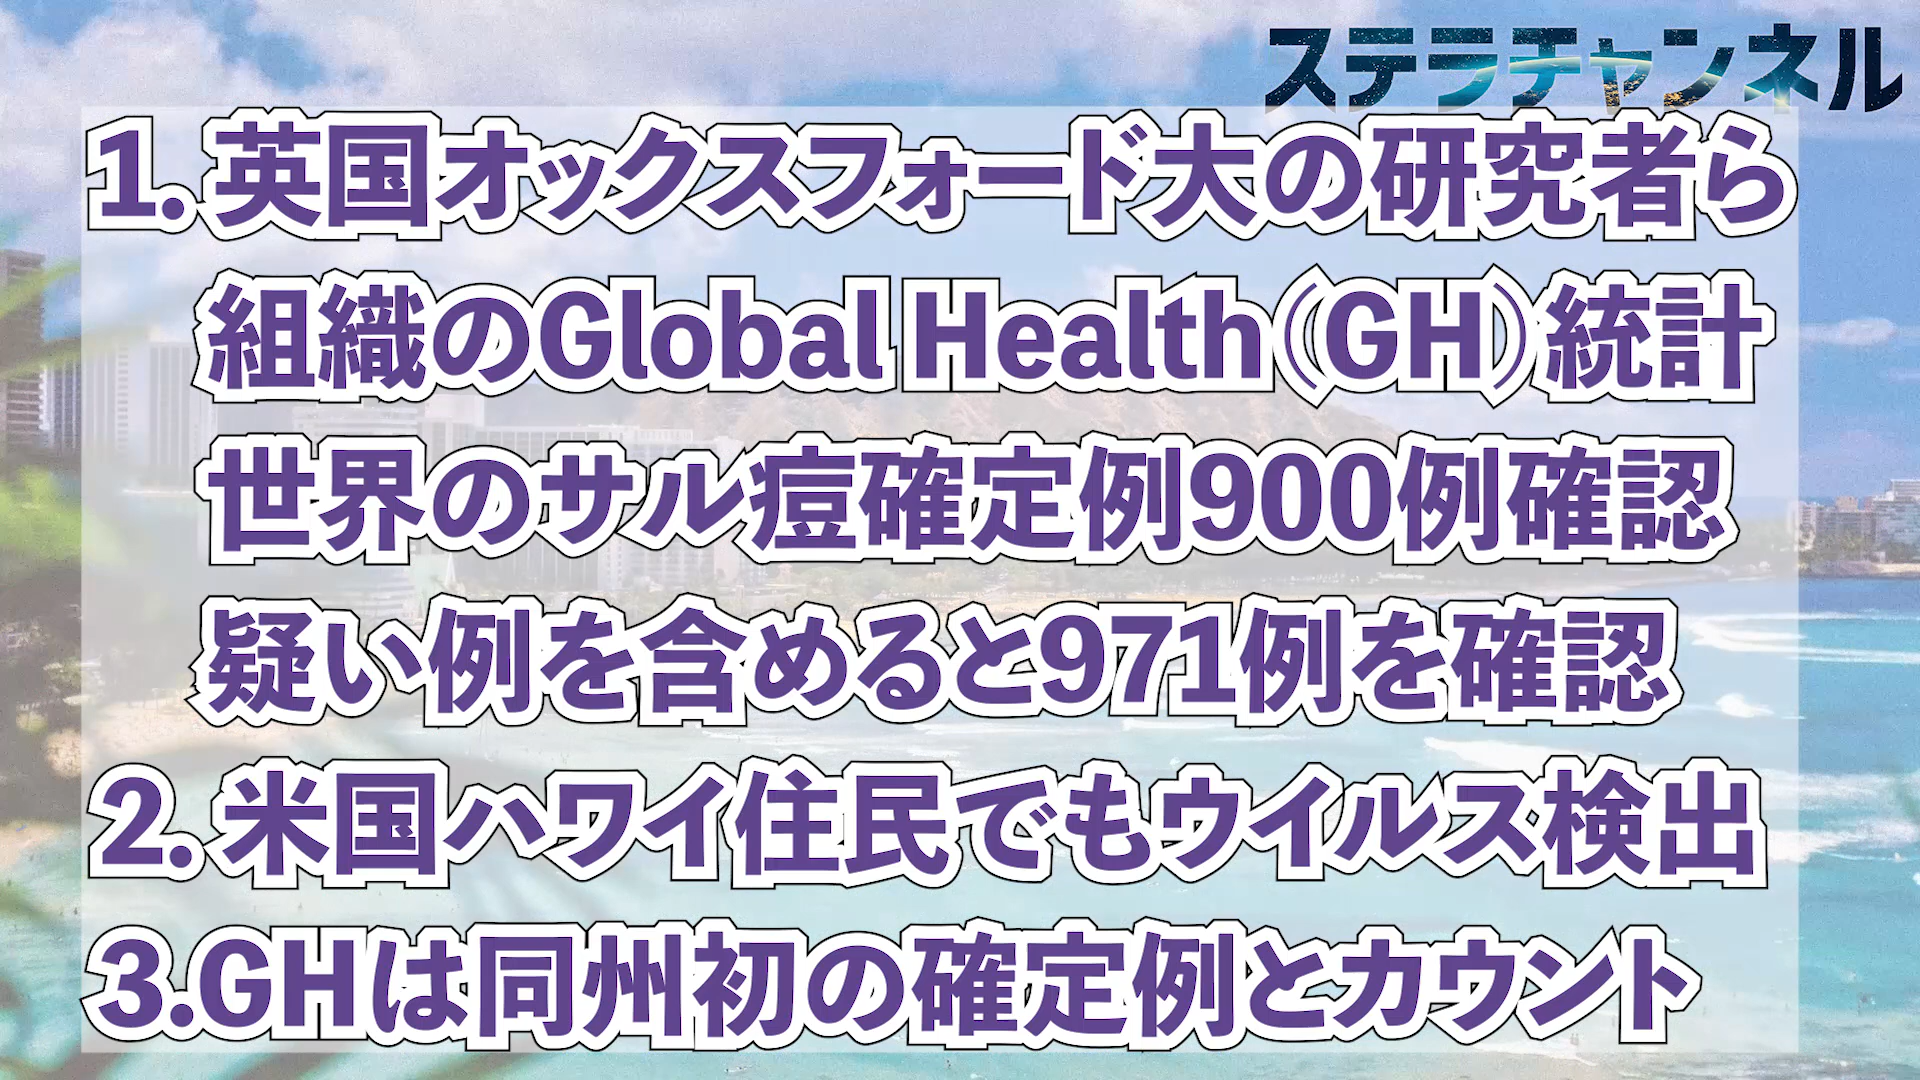 ステラチャンネル
1. 英国オックスフォード大の研究者ら
組織のGlobal Health（GH）統計
世界のサル痘確定例900例確認
疑い例を含めると971例を確認
2. 米国ハワイ住民でもウイルス検出
3.GHは同州初の確定例とカウント